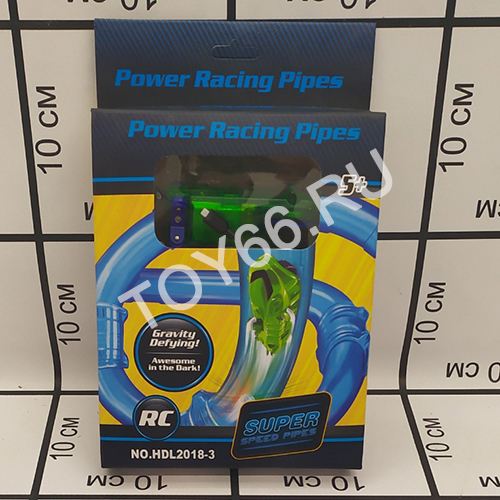 Power Racing Pipes
Power Racing Pipes
5+
TOY66.RU
Gravity
Defying!
Awesome
in the Dark!
RC
SUPER
SPEED PIPES
NO.HDL2018-3
10 CM
10 CM
10 CM
10 CM
10 CM
10 CM
10 CM
10 CM